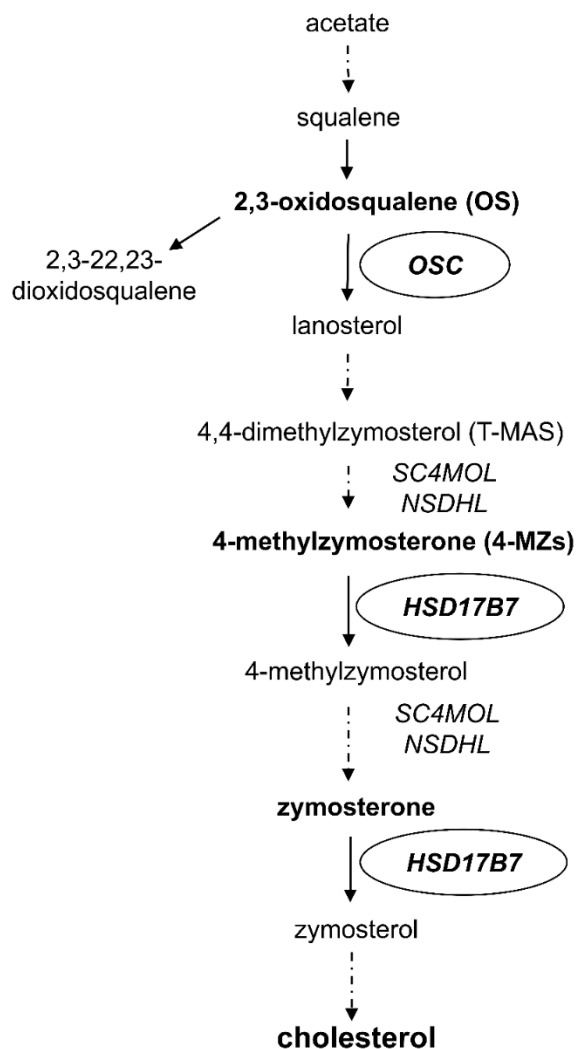 acetate
squalene
2,3-oxidosqualene (OS)
2,3-22,23-
dioxidosqualene
OSC
lanosterol
4,4-dimethylzymosterol (T-MAS)
SC4MOL
NSDHL
4-methylzymosterone (4-MZs)
HSD17B7
4-methylzymosterol
SC4MOL
NSDHL
zymosterone
HSD17B7
zymosterol
cholesterol